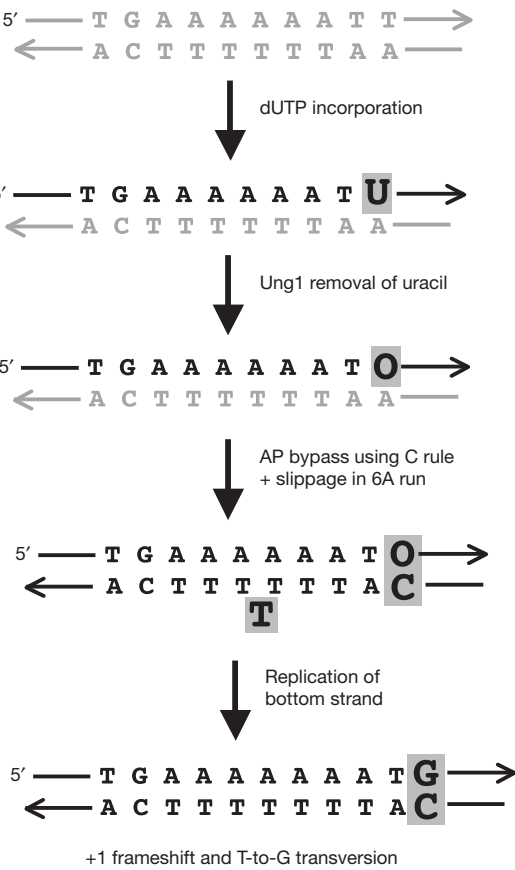 5′ T G A A A A A A T T
A C T T T T T T A A
dUTP incorporation
′ T G A A A A A A T U
A C T T T T T T A A
Ung1 removal of uracil
5′ T G A A A A A A T O
A C T T T T T T A A
AP bypass using C rule
+ slippage in 6A run
5′ T G A A A A A A T O
A C T T T T T T A C
T
Replication of
bottom strand
5′ T G A A A A A A A T G
A C T T T T T T T A C
+1 frameshift and T-to-G transversion